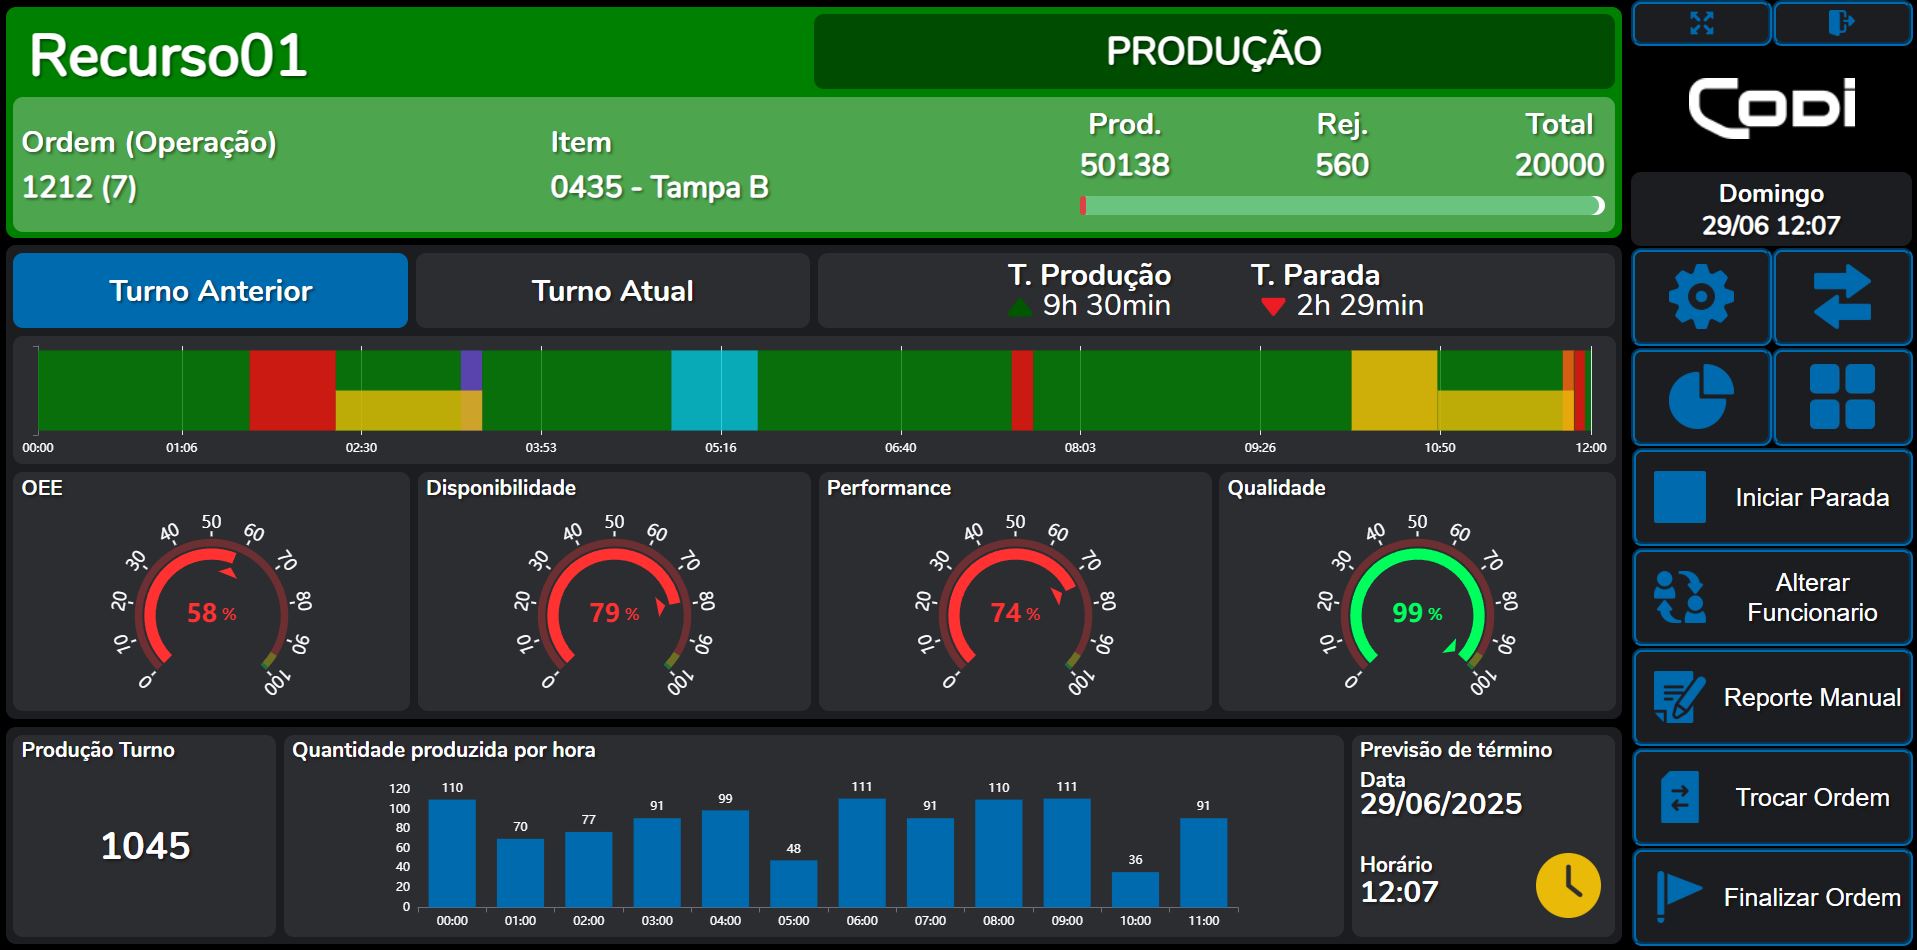 Recurso01
PRODUÇÃO
Ordem (Operação)
1212 (7)
Item
0435 - Tampa B
Prod.
50138
Rej.
560
Total
20000
CODI
Domingo
29/06 12:07
Turno Anterior
Turno Atual
T. Produção
9h 30min
T. Parada
2h 29min
00:00 01:06 02:30 03:53 05:16 06:40 08:03 09:26 10:50 12:00
OEE
0 10 20 30 40 50 60 70 80 90 100
58 %
Disponibilidade
0 10 20 30 40 50 60 70 80 90 100
79 %
Performance
0 10 20 30 40 50 60 70 80 90 100
74 %
Qualidade
0 10 20 30 40 50 60 70 80 90 100
99 %
Produção Turno
1045
Quantidade produzida por hora
120
100
80
60
40
20
0
110 70 77 91 99 48 111 91 110 111 36 91
00:00 01:00 02:00 03:00 04:00 05:00 06:00 07:00 08:00 09:00 10:00 11:00
Previsão de término
Data
29/06/2025
Horário
12:07
Iniciar Parada
Alterar
Funcionario
Reporte Manual
Trocar Ordem
Finalizar Ordem